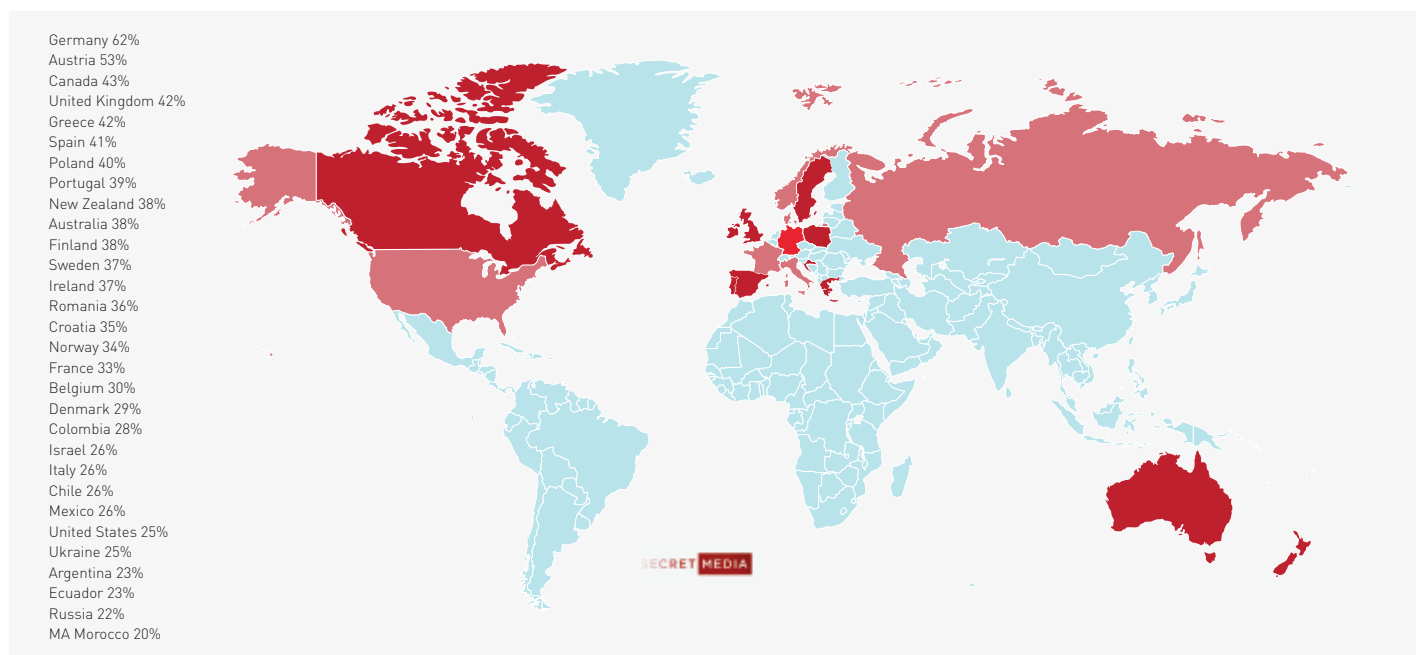 Germany 62%
Austria 53%
Canada 43%
United Kingdom 42%
Greece 42%
Spain 41%
Poland 40%
Portugal 39%
New Zealand 38%
Australia 38%
Finland 38%
Sweden 37%
Ireland 37%
Romania 36%
Croatia 35%
Norway 34%
France 33%
Belgium 30%
Denmark 29%
Colombia 28%
Israel 26%
Italy 26%
Chile 26%
Mexico 26%
United States 25%
Ukraine 25%
Argentina 23%
Ecuador 23%
Russia 22%
MA Morocco 20%
SECRET MEDIA